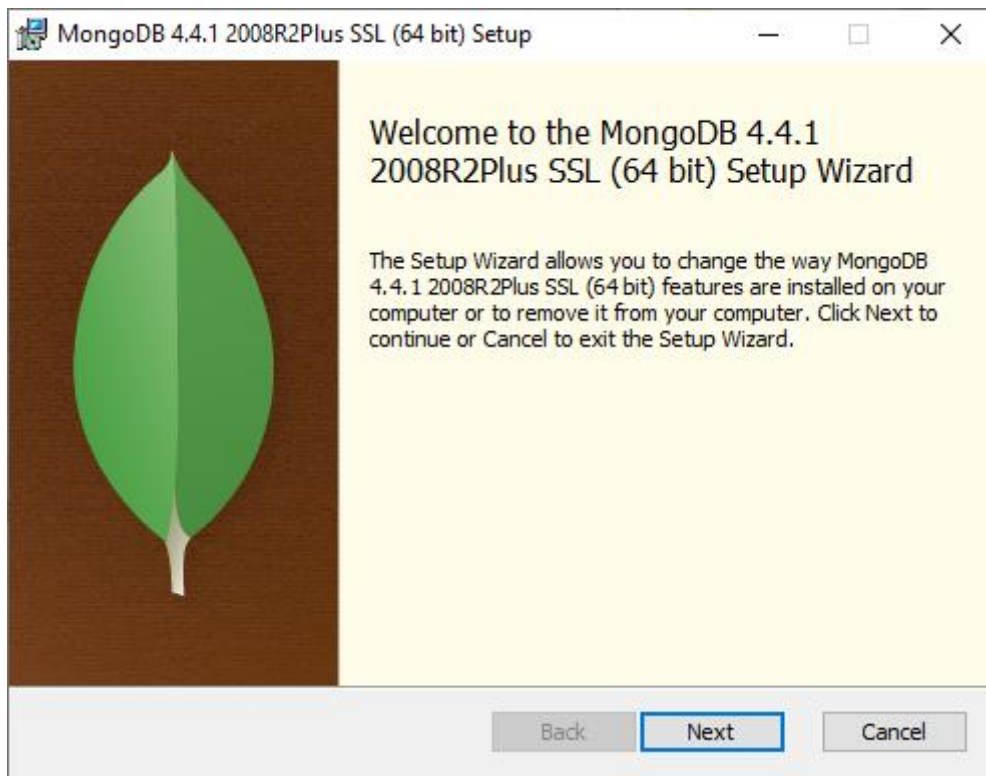 MongoDB 4.4.1 2008R2Plus SSL (64 bit) Setup
Welcome to the MongoDB 4.4.1
2008R2Plus SSL (64 bit) Setup Wizard
The Setup Wizard allows you to change the way MongoDB
4.4.1 2008R2Plus SSL (64 bit) features are installed on your
computer or to remove it from your computer. Click Next to
continue or Cancel to exit the Setup Wizard.
Back Next Cancel